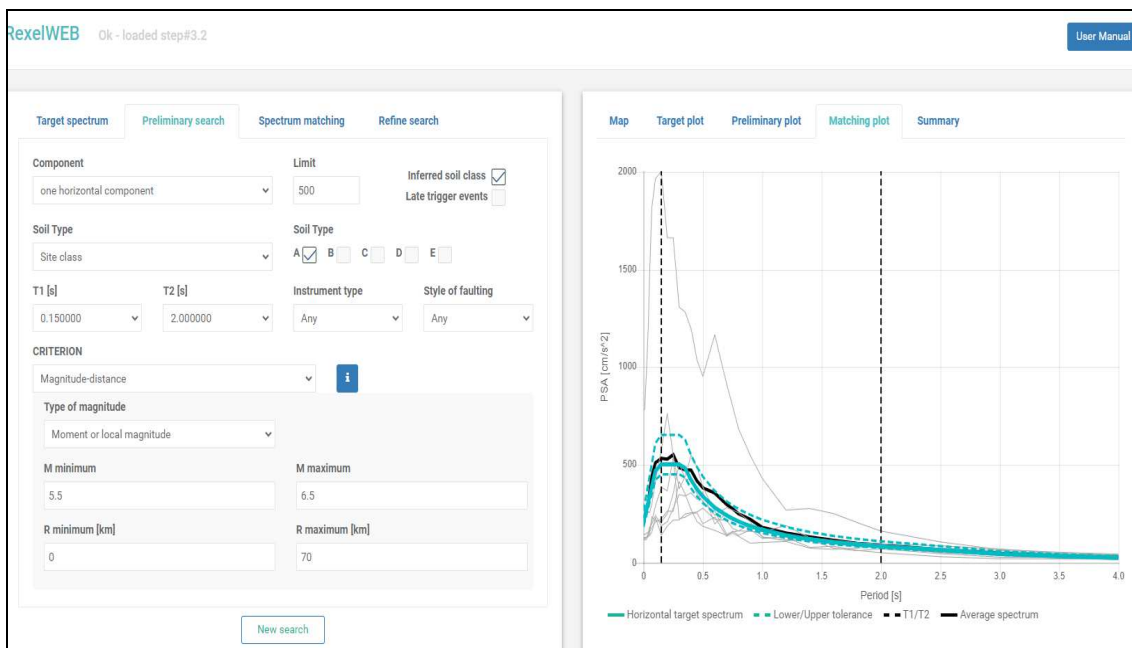 RexelWEB Ok - loaded step#3.2
User Manual
Target spectrum Preliminary search Spectrum matching Refine search
Component Limit
one horizontal component 500
Inferred soil class
Late trigger events
Soil Type Soil Type
Site class A B C D E
T1 [s] T2 [s] Instrument type Style of faulting
0.150000 2.000000 Any Any
CRITERION
Magnitude-distance i
Type of magnitude
Moment or local magnitude
M minimum M maximum
5.5 6.5
R minimum [km] R maximum [km]
0 70
New search
Map Target plot Preliminary plot Matching plot Summary
PSA [cm/s^2]
2000
1500
1000
500
0
0 0.5 1.0 1.5 2.0 2.5 3.0 3.5 4.0
Period [s]
Horizontal target spectrum Lower/Upper tolerance T1/T2 Average spectrum